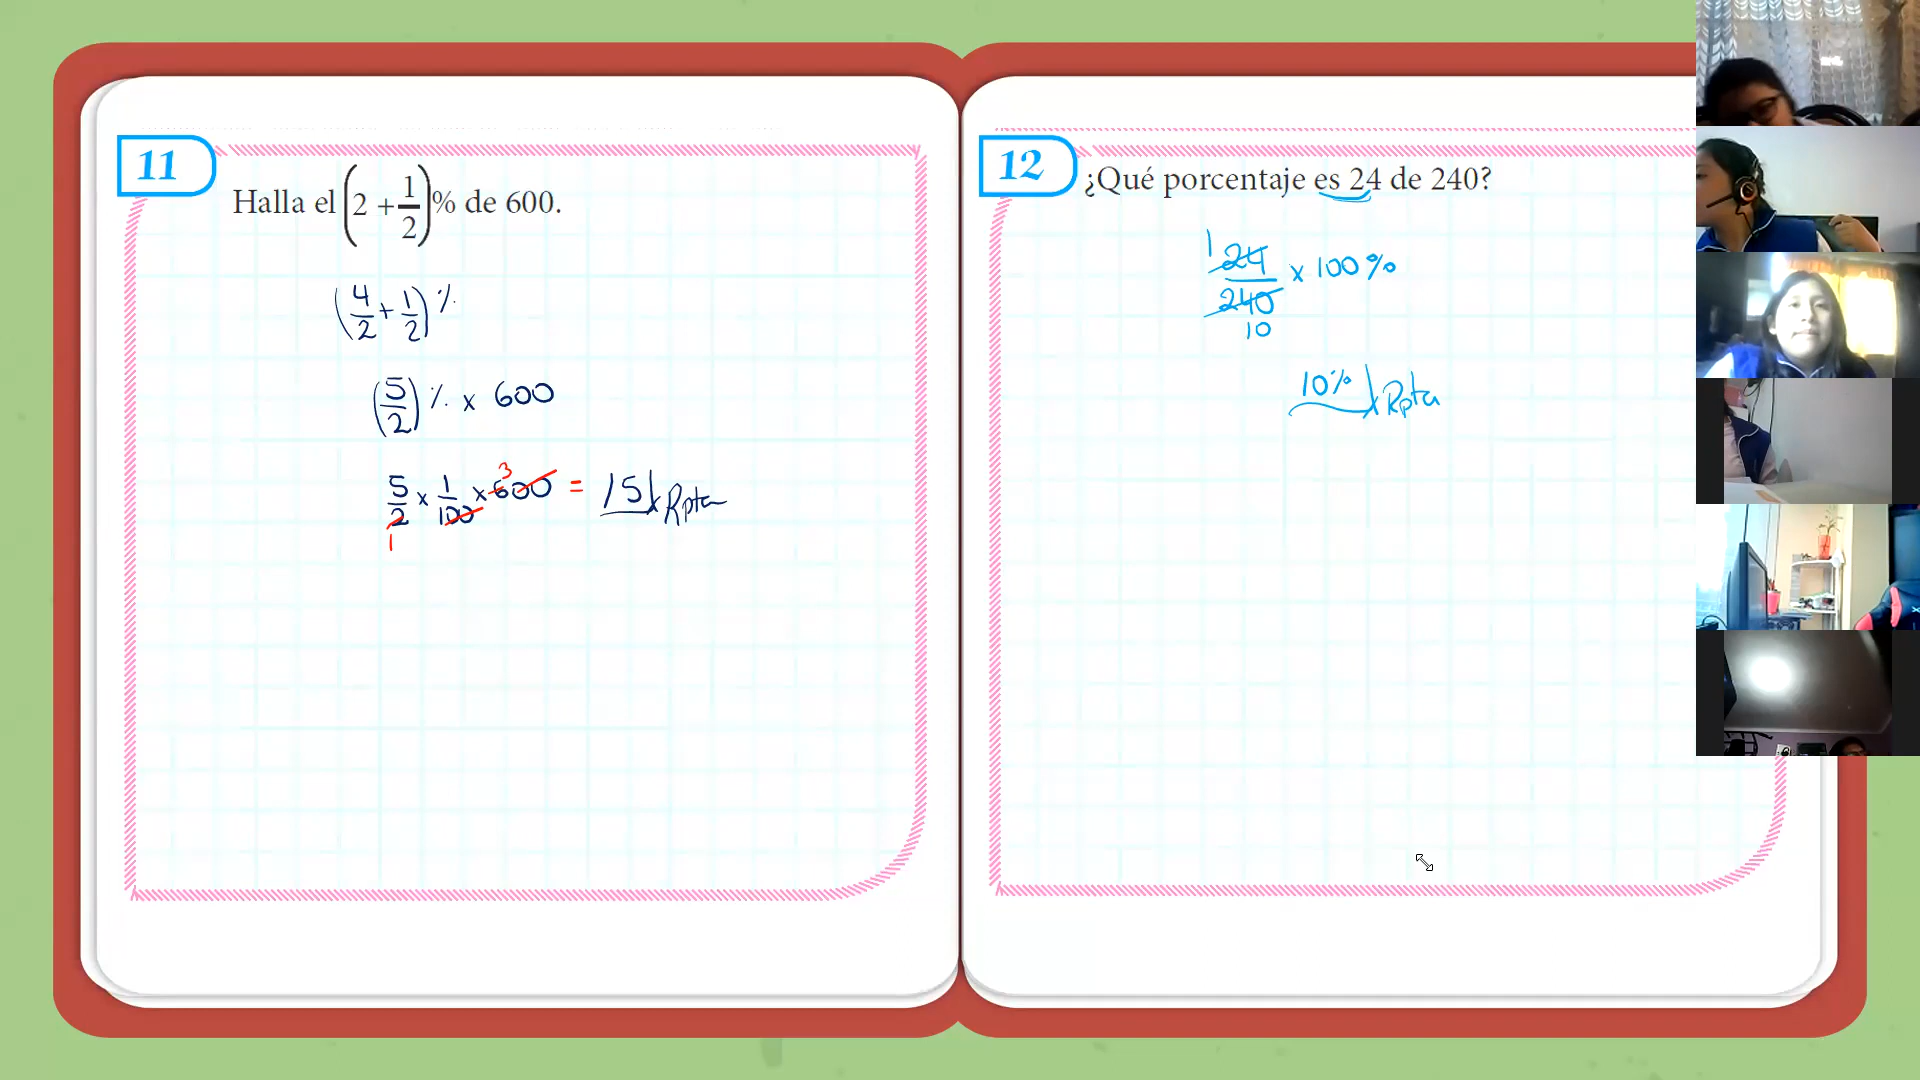 11
Halla el (2 + 1/2)% de 600.
(4/2 + 1/2)%
(5/2)% x 600
5/2 x 1/100 x 600 = 15 Rpta
3
1
12
¿Qué porcentaje es 24 de 240?
1
24/240 x 100%
10
10% Rpta